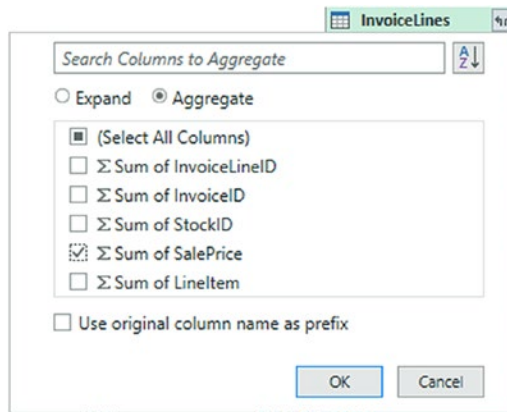 InvoiceLines
Search Columns to Aggregate
A
Z
Expand Aggregate
(Select All Columns)
Σ Sum of InvoiceLineID
Σ Sum of InvoiceID
Σ Sum of StockID
Σ Sum of SalePrice
Σ Sum of LineItem
Use original column name as prefix
OK Cancel